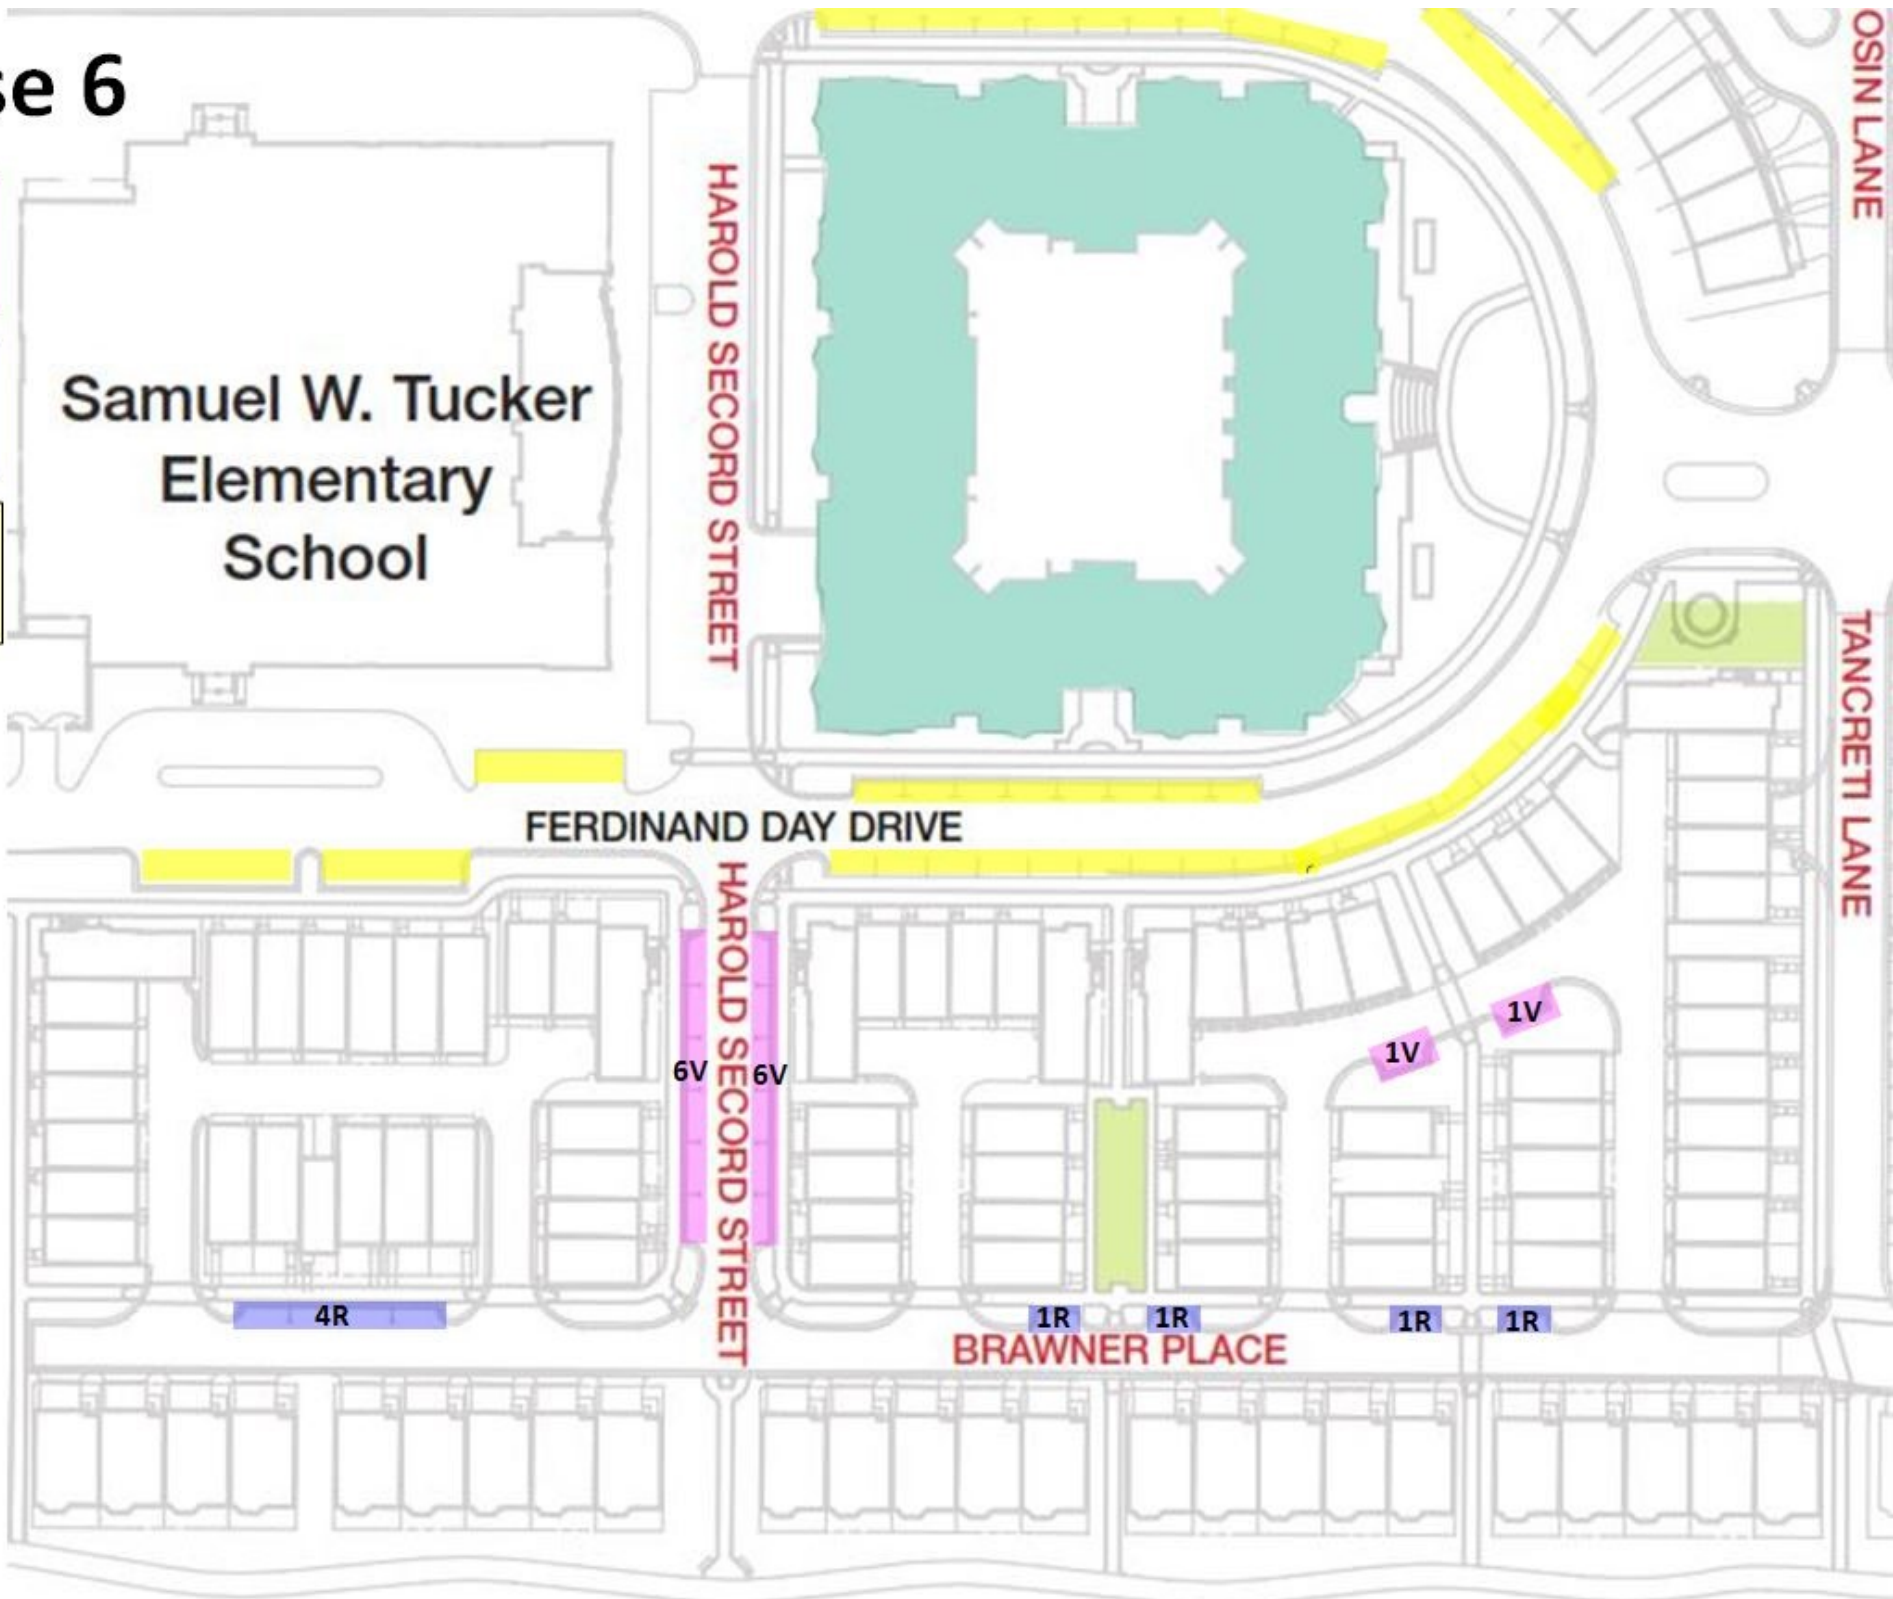 se 6
OSIN LANE
HAROLD SECORD STREET
Samuel W. Tucker
Elementary
School
TANCRETI LANE
FERDINAND DAY DRIVE
HAROLD SECORD STREET
1V
1V
6V
6V
4R
1R
1R
1R
1R
BRAWNER PLACE